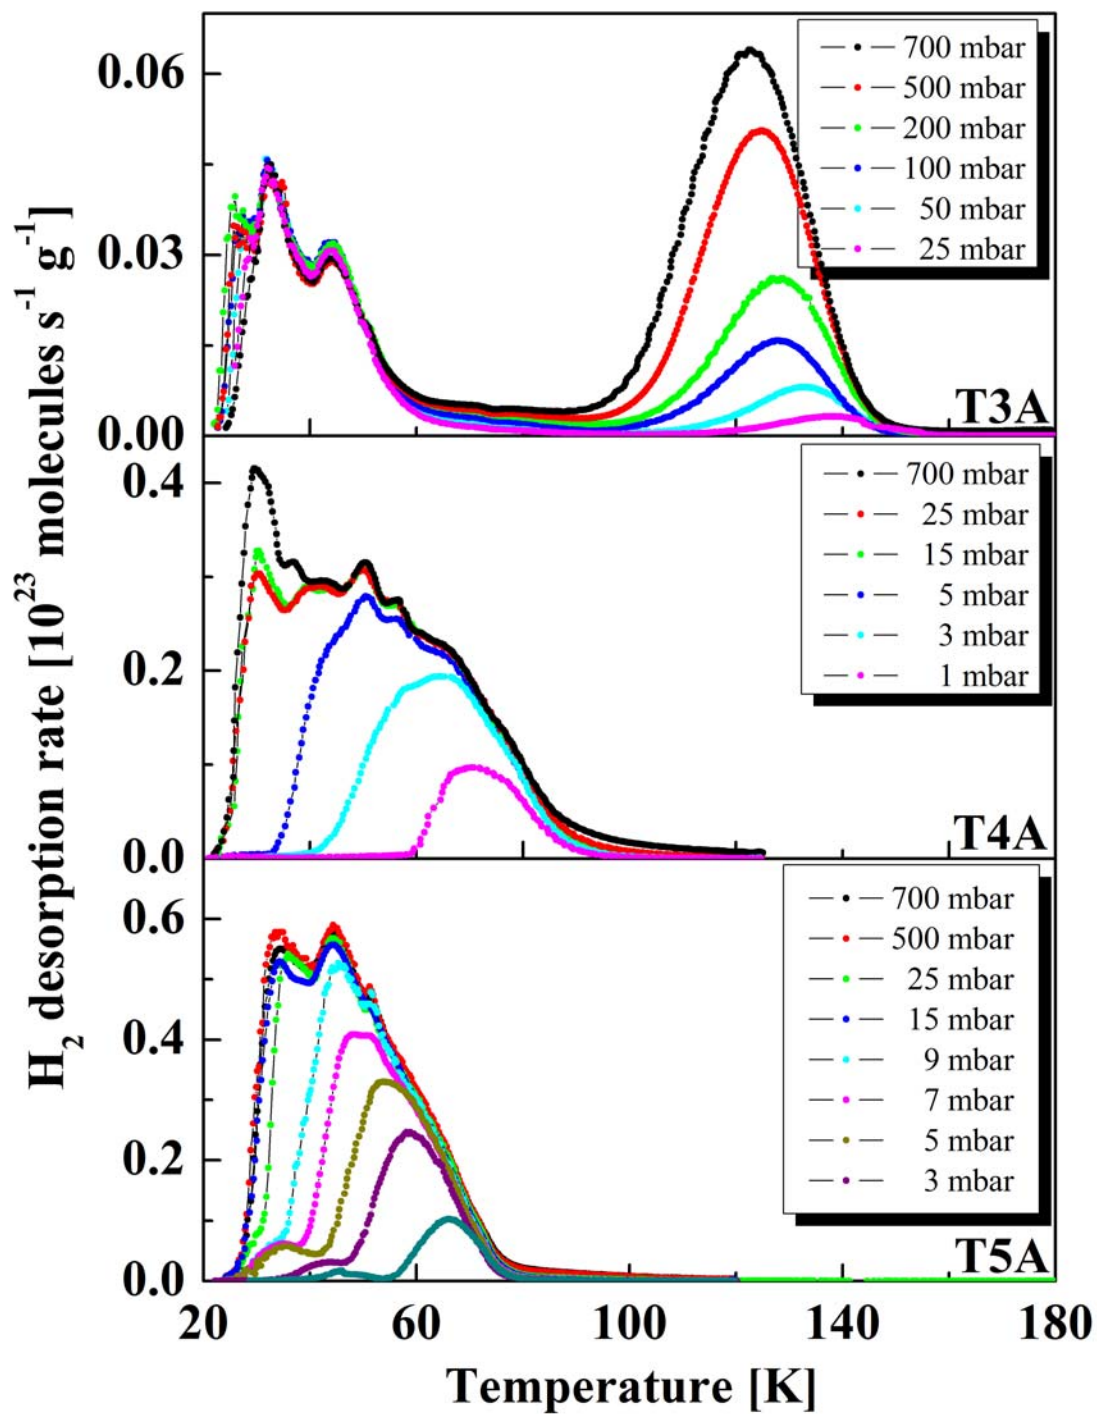 H₂ desorption rate [10²³ molecules s⁻¹ g⁻¹]
0.06
0.03
0.00
700 mbar
500 mbar
200 mbar
100 mbar
50 mbar
25 mbar
T3A
0.4
0.2
0.0
700 mbar
25 mbar
15 mbar
5 mbar
3 mbar
1 mbar
T4A
0.6
0.4
0.2
0.0
700 mbar
500 mbar
25 mbar
15 mbar
9 mbar
7 mbar
5 mbar
3 mbar
T5A
20 60 100 140 180
Temperature [K]